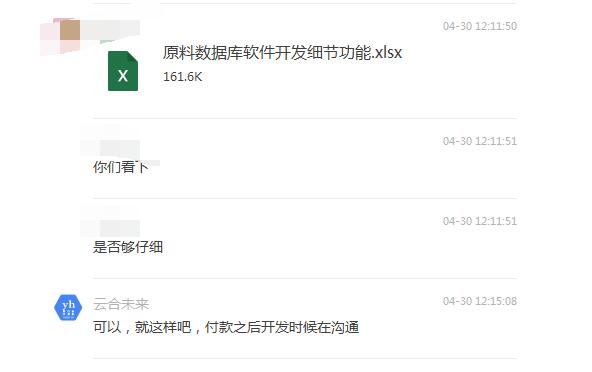 04-30 12:11:50
原料数据库软件开发细节功能.xlsx
X
161.6K
04-30 12:11:51
你们看下
04-30 12:11:51
是否够仔细
云合未来
04-30 12:15:08
yh
可以，就这样吧，付款之后开发时候在沟通